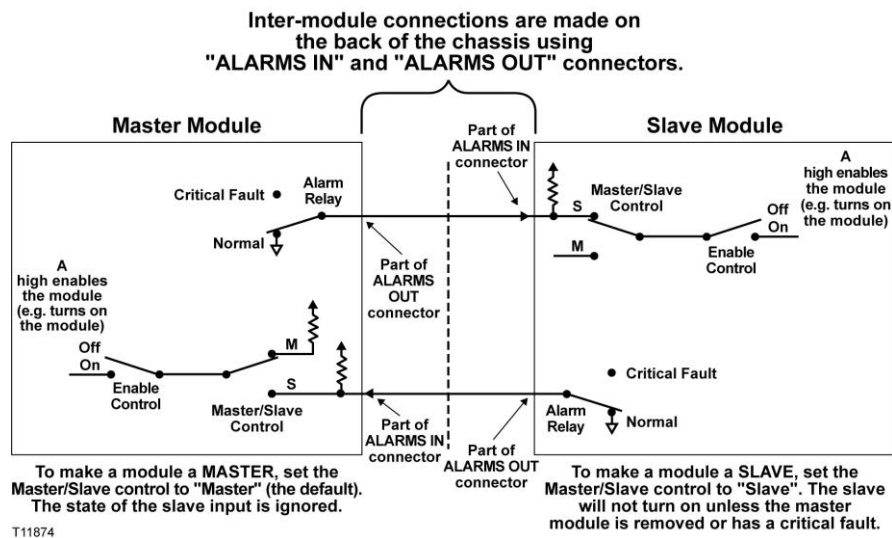 Inter-module connections are made on
the back of the chassis using
"ALARMS IN" and "ALARMS OUT" connectors.
Master Module
Slave Module
Critical Fault
Alarm
Relay
Normal
A
high enables
the module
(e.g. turns on
the module)
Off
On
Enable
Control
M
S
Master/Slave
Control
Part of
ALARMS IN
connector
Part of
ALARMS
OUT
connector
Part of
ALARMS IN
connector
Part of
ALARMS OUT
connector
S
M
Master/Slave
Control
A
high enables
the module
(e.g. turns on
the module)
Off
On
Enable
Control
Critical Fault
Alarm
Relay
Normal
To make a module a MASTER, set the
Master/Slave control to "Master" (the default).
The state of the slave input is ignored.
To make a module a SLAVE, set the
Master/Slave control to "Slave". The slave
will not turn on unless the master
module is removed or has a critical fault.
T11874